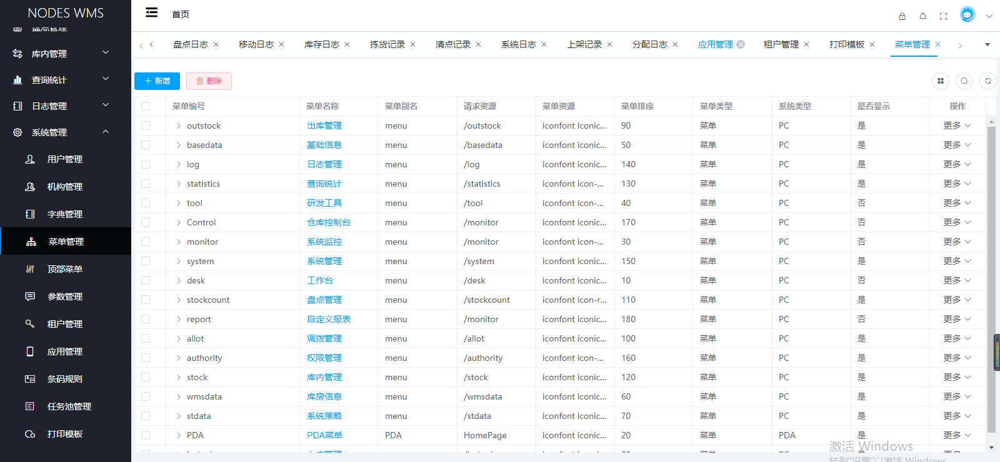 NODES WMS
首页
盘点管理
库内管理
查询统计
日志管理
系统管理
用户管理
机构管理
字典管理
菜单管理
顶部菜单
参数管理
租户管理
应用管理
条码规则
任务池管理
打印模板
盘点日志 移动日志 库存日志 拣货记录 清点记录 系统日志 上架记录 分配日志 应用管理 租户管理 打印模板 菜单管理
新增 删除
菜单编号 菜单名称 菜单别名 请求资源 菜单资源 菜单排序 菜单类型 系统类型 是否显示 操作
outstock 出库管理 menu /outstock iconfont iconic... 90 菜单 PC 是 更多
basedata 基础信息 menu /basedata iconfont iconic... 50 菜单 PC 是 更多
log 日志管理 menu /log iconfont iconic... 140 菜单 PC 是 更多
statistics 查询统计 menu /statistics iconfont icon-... 130 菜单 PC 是 更多
tool 研发工具 menu /tool iconfont icon-... 40 菜单 PC 否 更多
Control 仓库控制台 menu /monitor iconfont iconic... 170 菜单 PC 否 更多
monitor 系统监控 menu /monitor iconfont icon-... 30 菜单 PC 否 更多
system 系统管理 menu /system iconfont iconic... 150 菜单 PC 是 更多
desk 工作台 menu /desk iconfont iconic... 10 菜单 PC 否 更多
stockcount 盘点管理 menu /stockcount iconfont icon-r... 110 菜单 PC 是 更多
report 自定义报表 menu /monitor iconfont iconic... 180 菜单 PC 否 更多
allot 调拨管理 menu /allot iconfont iconic... 100 菜单 PC 是 更多
authority 权限管理 menu /authority iconfont icon-... 160 菜单 PC 是 更多
stock 库内管理 menu /stock iconfont iconic... 120 菜单 PC 是 更多
wmsdata 库房信息 menu /wmsdata iconfont iconic... 60 菜单 PC 是 更多
stdata 系统策略 menu /stdata iconfont iconic... 70 菜单 PC 是 更多
PDA PDA菜单 PDA HomePage iconfont iconic... 20 菜单 PDA 是 更多
激活 Windows
转到"设置"以激活 Windows